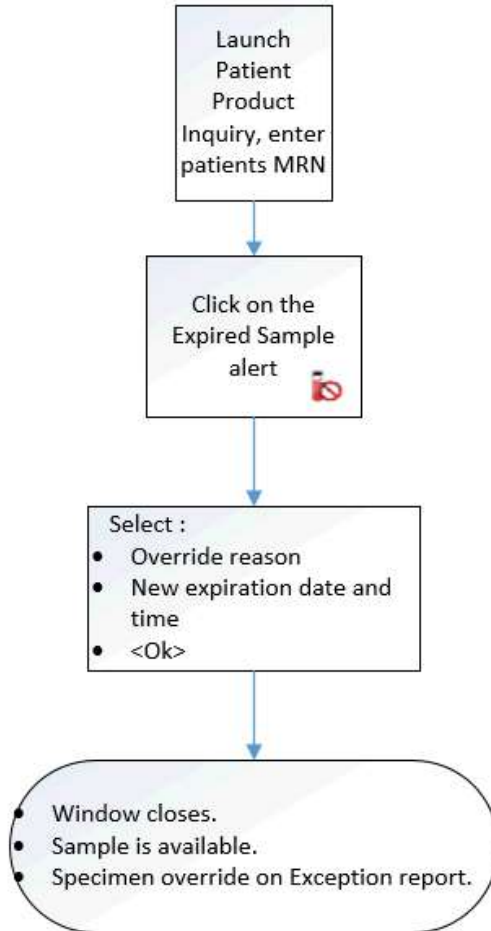 Launch
Patient
Product
Inquiry, enter
patients MRN
Click on the
Expired Sample
alert
Select :
• Override reason
• New expiration date and
time
• <Ok>
• Window closes.
• Sample is available.
• Specimen override on Exception report.